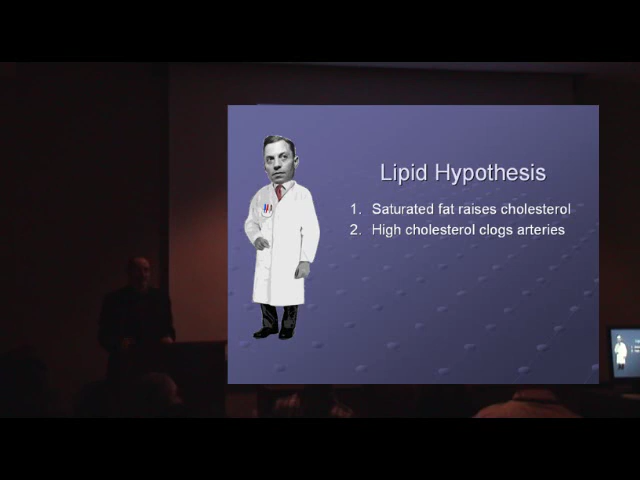 Lipid Hypothesis
1. Saturated fat raises cholesterol
2. High cholesterol clogs arteries